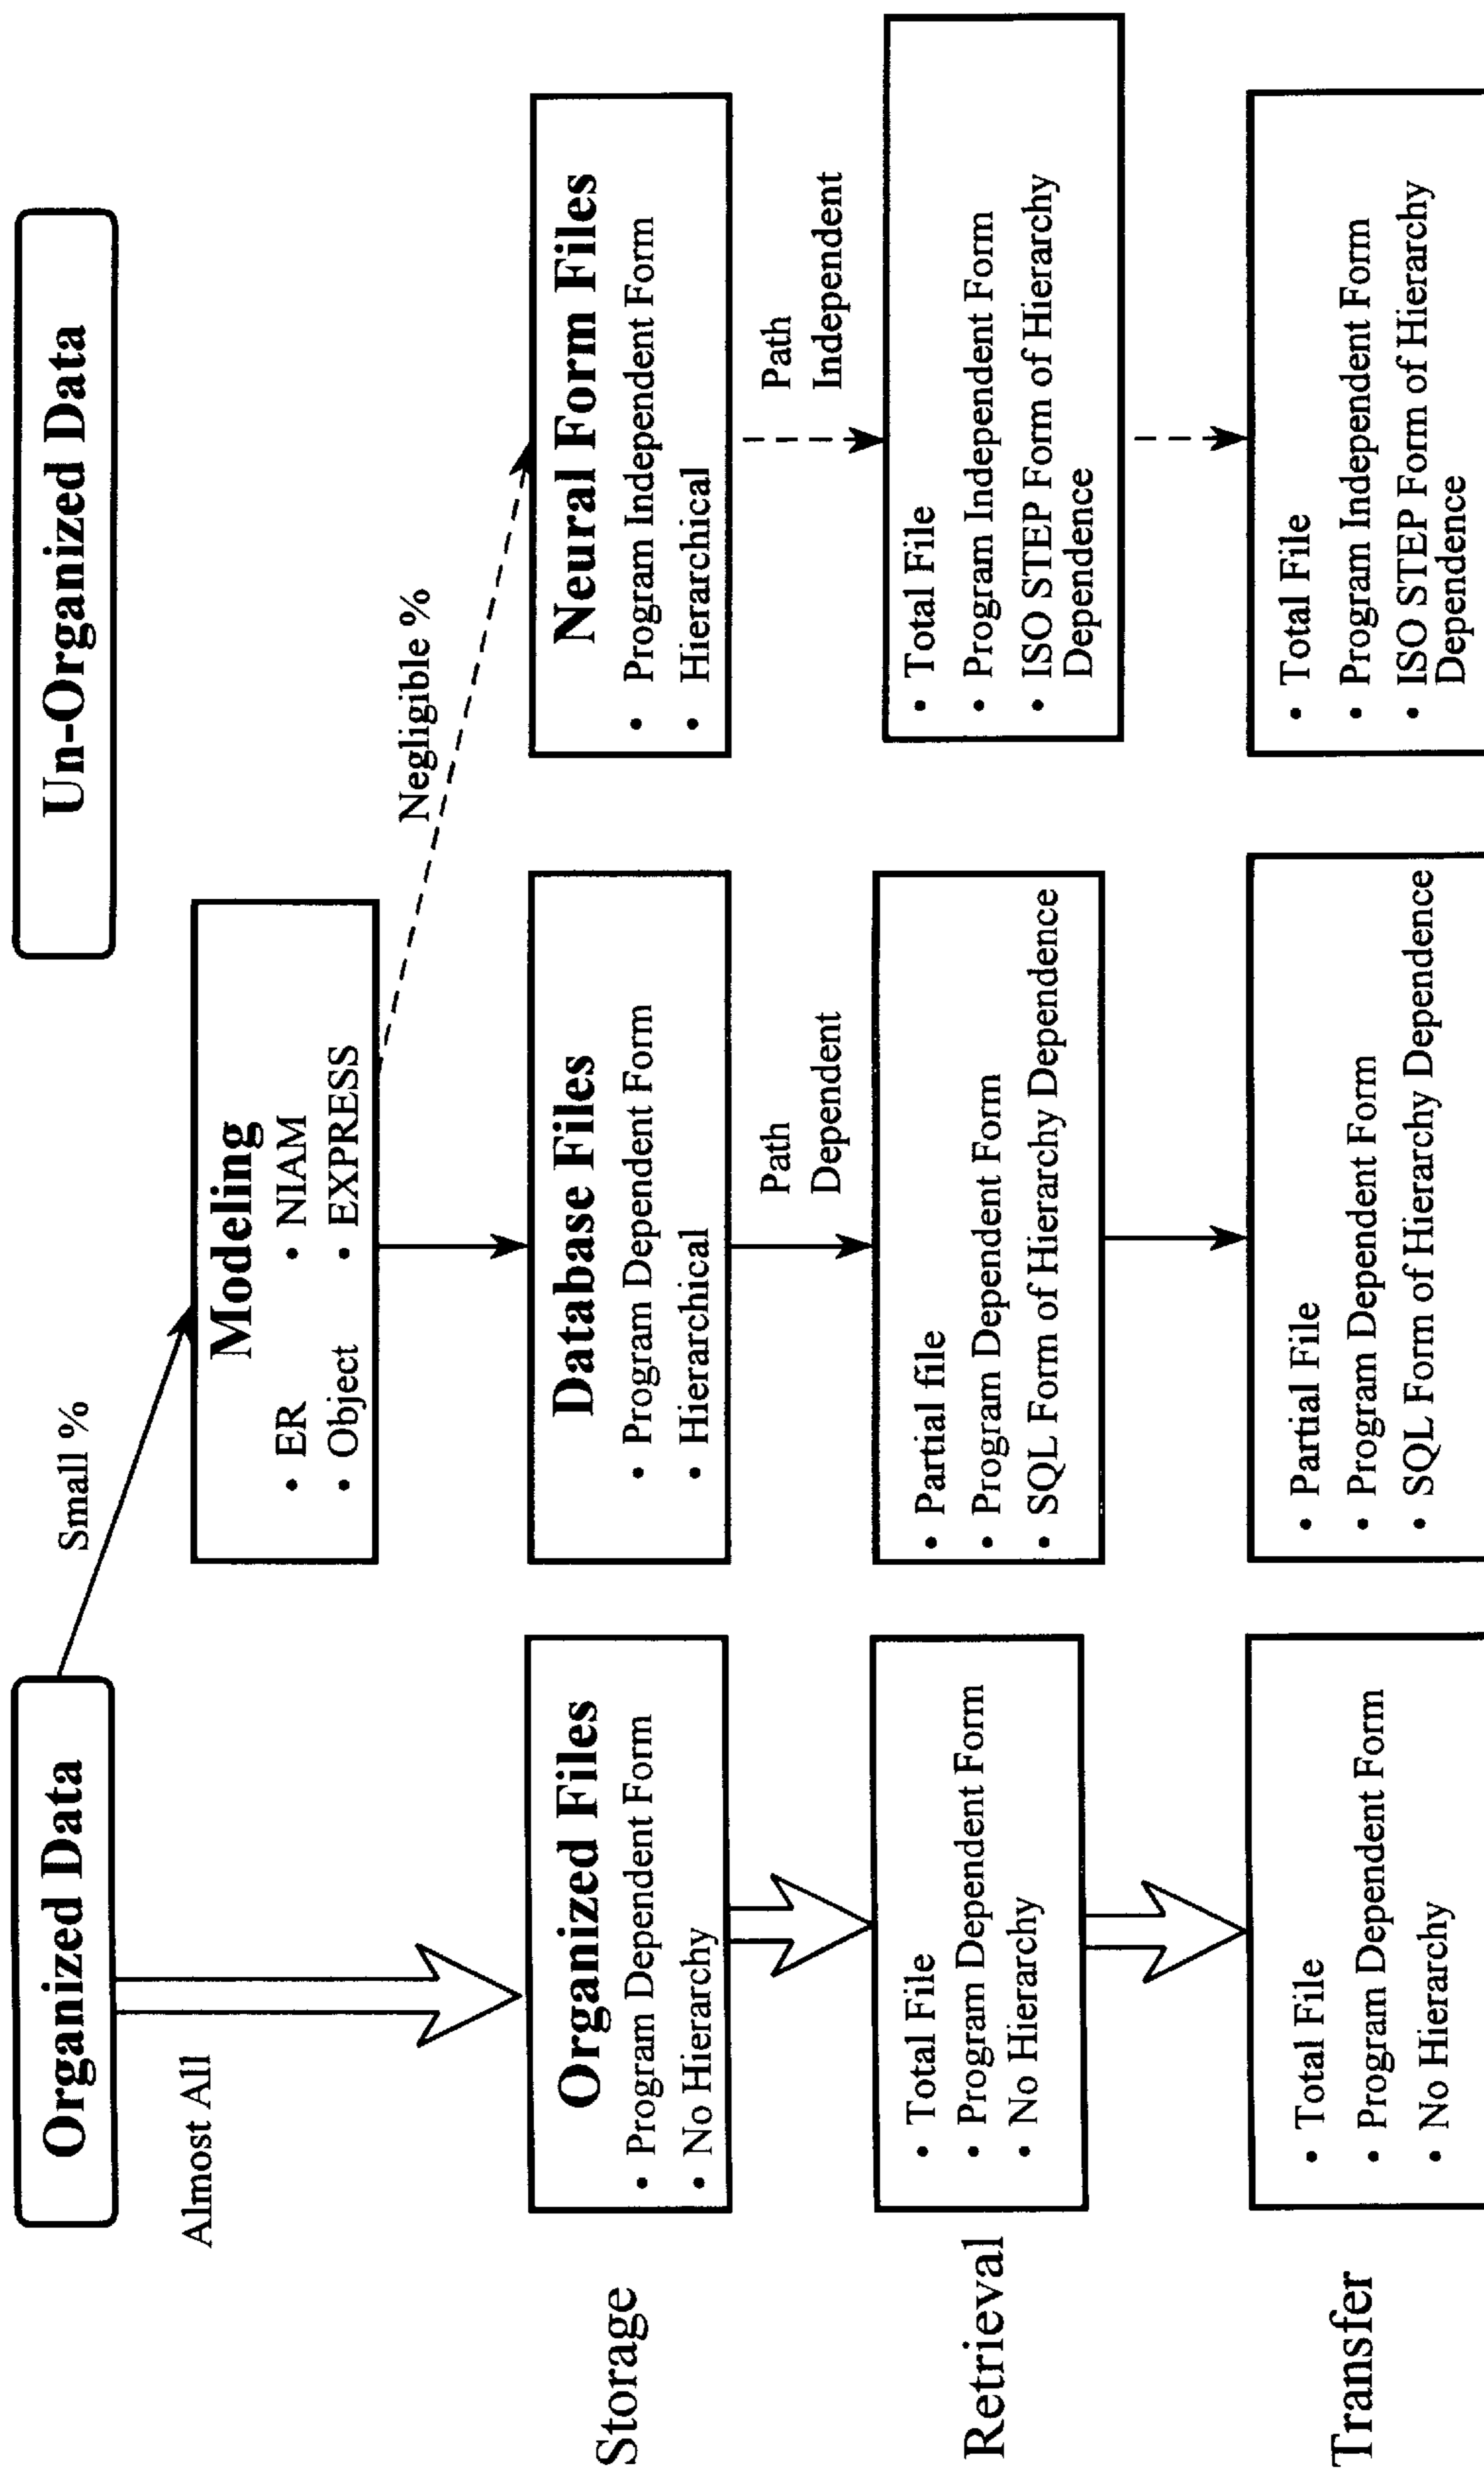 Organized Data
Un-Organized Data
Small %
Almost All
Modeling
• ER
• NIAM
• Object
• EXPRESS
Negligible %
Storage
Organized Files
• Program Dependent Form
• No Hierarchy
Database Files
• Program Dependent Form
• Hierarchical
Neural Form Files
• Program Independent Form
• Hierarchical
Path
Dependent
Path
Independent
Retrieval
• Total File
• Program Dependent Form
• No Hierarchy
• Partial file
• Program Dependent Form
• SQL Form of Hierarchy Dependence
• Total File
• Program Independent Form
• ISO STEP Form of Hierarchy
Dependence
Transfer
• Total File
• Program Dependent Form
• No Hierarchy
• Partial File
• Program Dependent Form
• SQL Form of Hierarchy Dependence
• Total File
• Program Independent Form
• ISO STEP Form of Hierarchy
Dependence